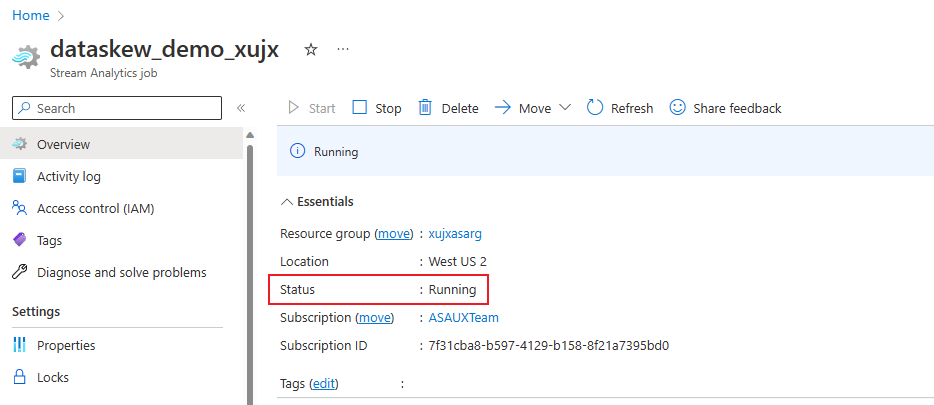 Home
dataskew_demo_xujx
Stream Analytics job
Search
Overview
Activity log
Access control (IAM)
Tags
Diagnose and solve problems
Settings
Properties
Locks
Start Stop Delete Move Refresh Share feedback
Running
Essentials
Resource group (move) : xujxasarg
Location : West US 2
Status : Running
Subscription (move) : ASAUXTeam
Subscription ID : 7f31cba8-b597-4129-b158-8f21a7395bd0
Tags (edit) :